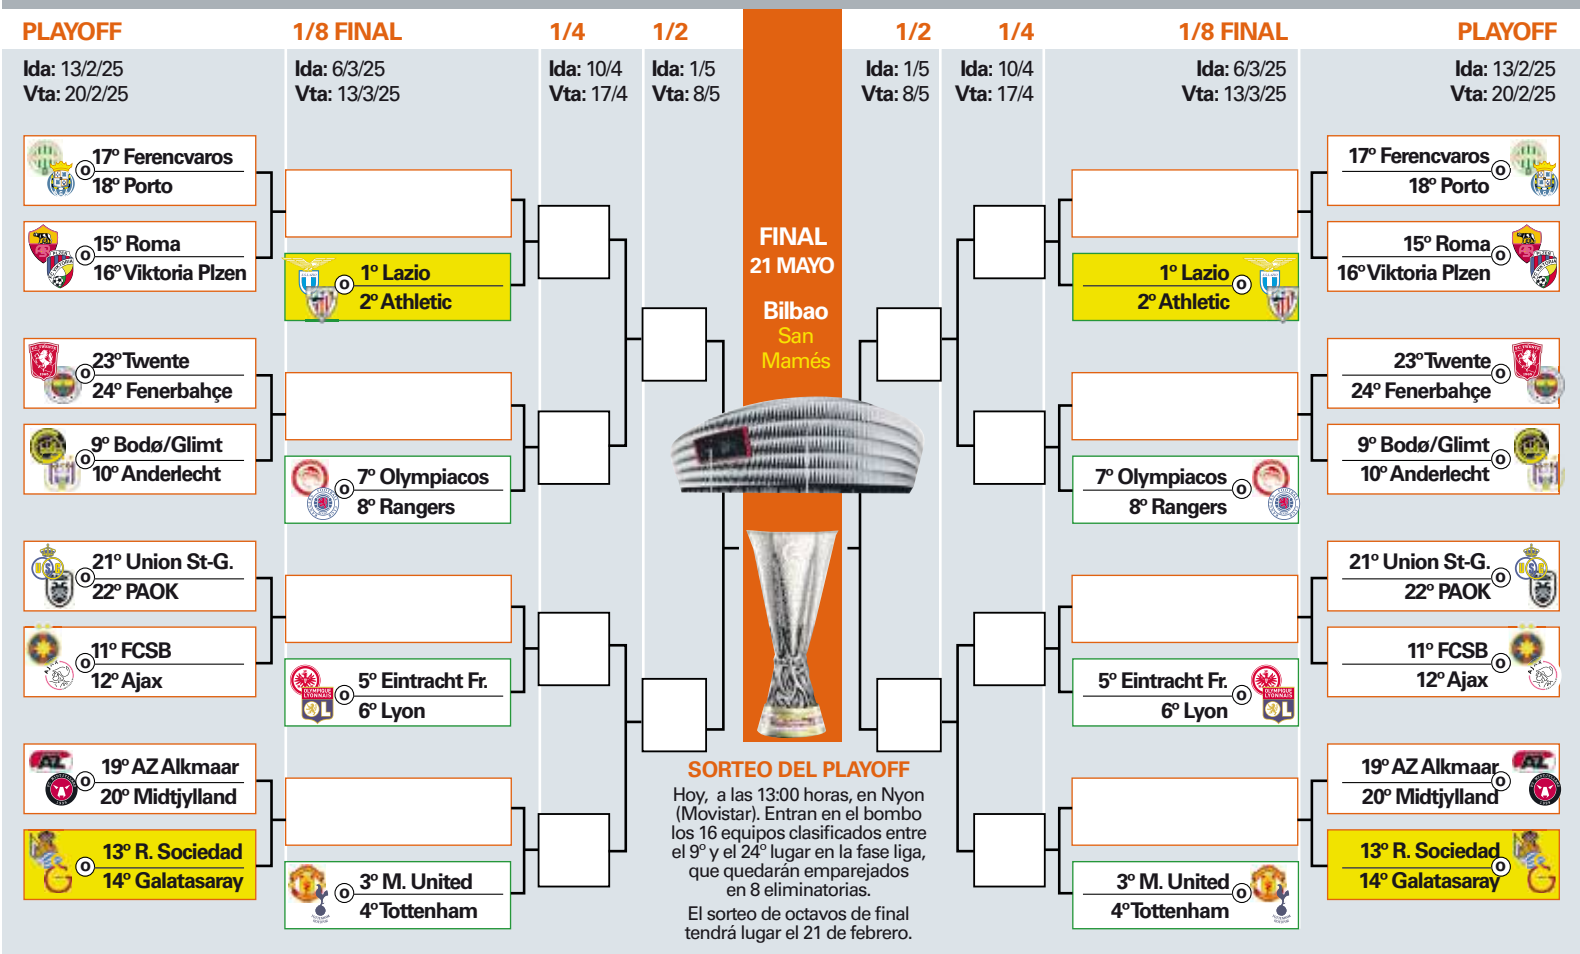 PLAYOFF
1/8 FINAL
1/4
1/2
1/2
1/4
1/8 FINAL
PLAYOFF
Ida: 13/2/25
Vta: 20/2/25
Ida: 6/3/25
Vta: 13/3/25
Ida: 10/4
Vta: 17/4
Ida: 1/5
Vta: 8/5
Ida: 1/5
Vta: 8/5
Ida: 10/4
Vta: 17/4
Ida: 6/3/25
Vta: 13/3/25
Ida: 13/2/25
Vta: 20/2/25
17º Ferencvaros
o
18º Porto
15º Roma
o
16º Viktoria Plzen
23º Twente
o
24º Fenerbahçe
9º Bodø/Glimt
o
10º Anderlecht
21º Union St-G.
o
22º PAOK
11º FCSB
o
12º Ajax
19º AZ Alkmaar
o
20º Midtjylland
13º R. Sociedad
o
14º Galatasaray
1º Lazio
o
2º Athletic
7º Olympiacos
o
8º Rangers
5º Eintracht Fr.
o
6º Lyon
3º M. United
o
4º Tottenham
FINAL
21 MAYO
Bilbao
San
Mamés
SORTEO DEL PLAYOFF
Hoy, a las 13:00 horas, en Nyon
(Movistar). Entran en el bombo
los 16 equipos clasificados entre
el 9º y el 24º lugar en la fase liga,
que quedarán emparejados
en 8 eliminatorias.
El sorteo de octavos de final
tendrá lugar el 21 de febrero.
1º Lazio
o
2º Athletic
7º Olympiacos
o
8º Rangers
5º Eintracht Fr.
o
6º Lyon
3º M. United
o
4º Tottenham
17º Ferencvaros
o
18º Porto
15º Roma
o
16º Viktoria Plzen
23º Twente
o
24º Fenerbahçe
9º Bodø/Glimt
o
10º Anderlecht
21º Union St-G.
o
22º PAOK
11º FCSB
o
12º Ajax
19º AZ Alkmaar
o
20º Midtjylland
13º R. Sociedad
o
14º Galatasaray